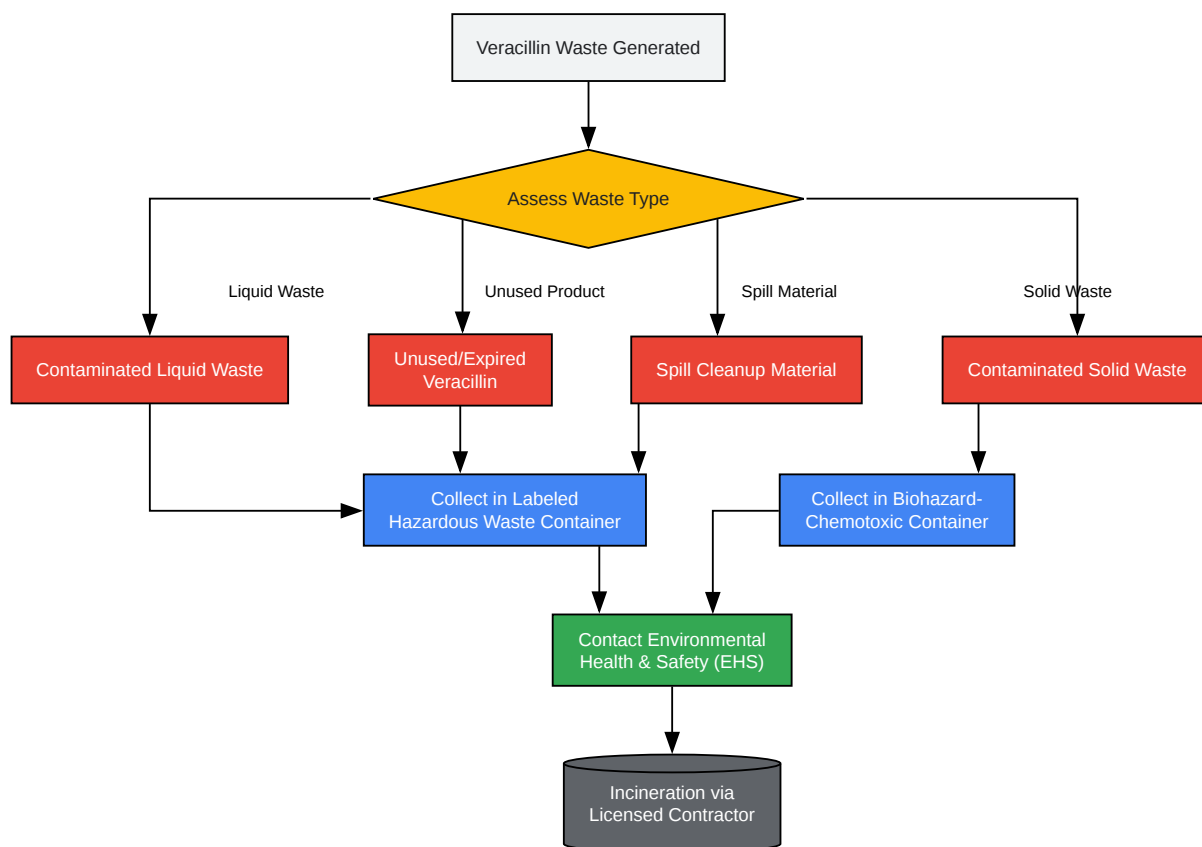 Veracillin Waste Generated
Assess Waste Type
Liquid Waste
Unused Product
Spill Material
Solid Waste
Contaminated Liquid Waste
Unused/Expired
Veracillin
Spill Cleanup Material
Contaminated Solid Waste
Collect in Labeled
Hazardous Waste Container
Collect in Biohazard-
Chemotoxic Container
Contact Environmental
Health & Safety (EHS)
Incineration via
Licensed Contractor